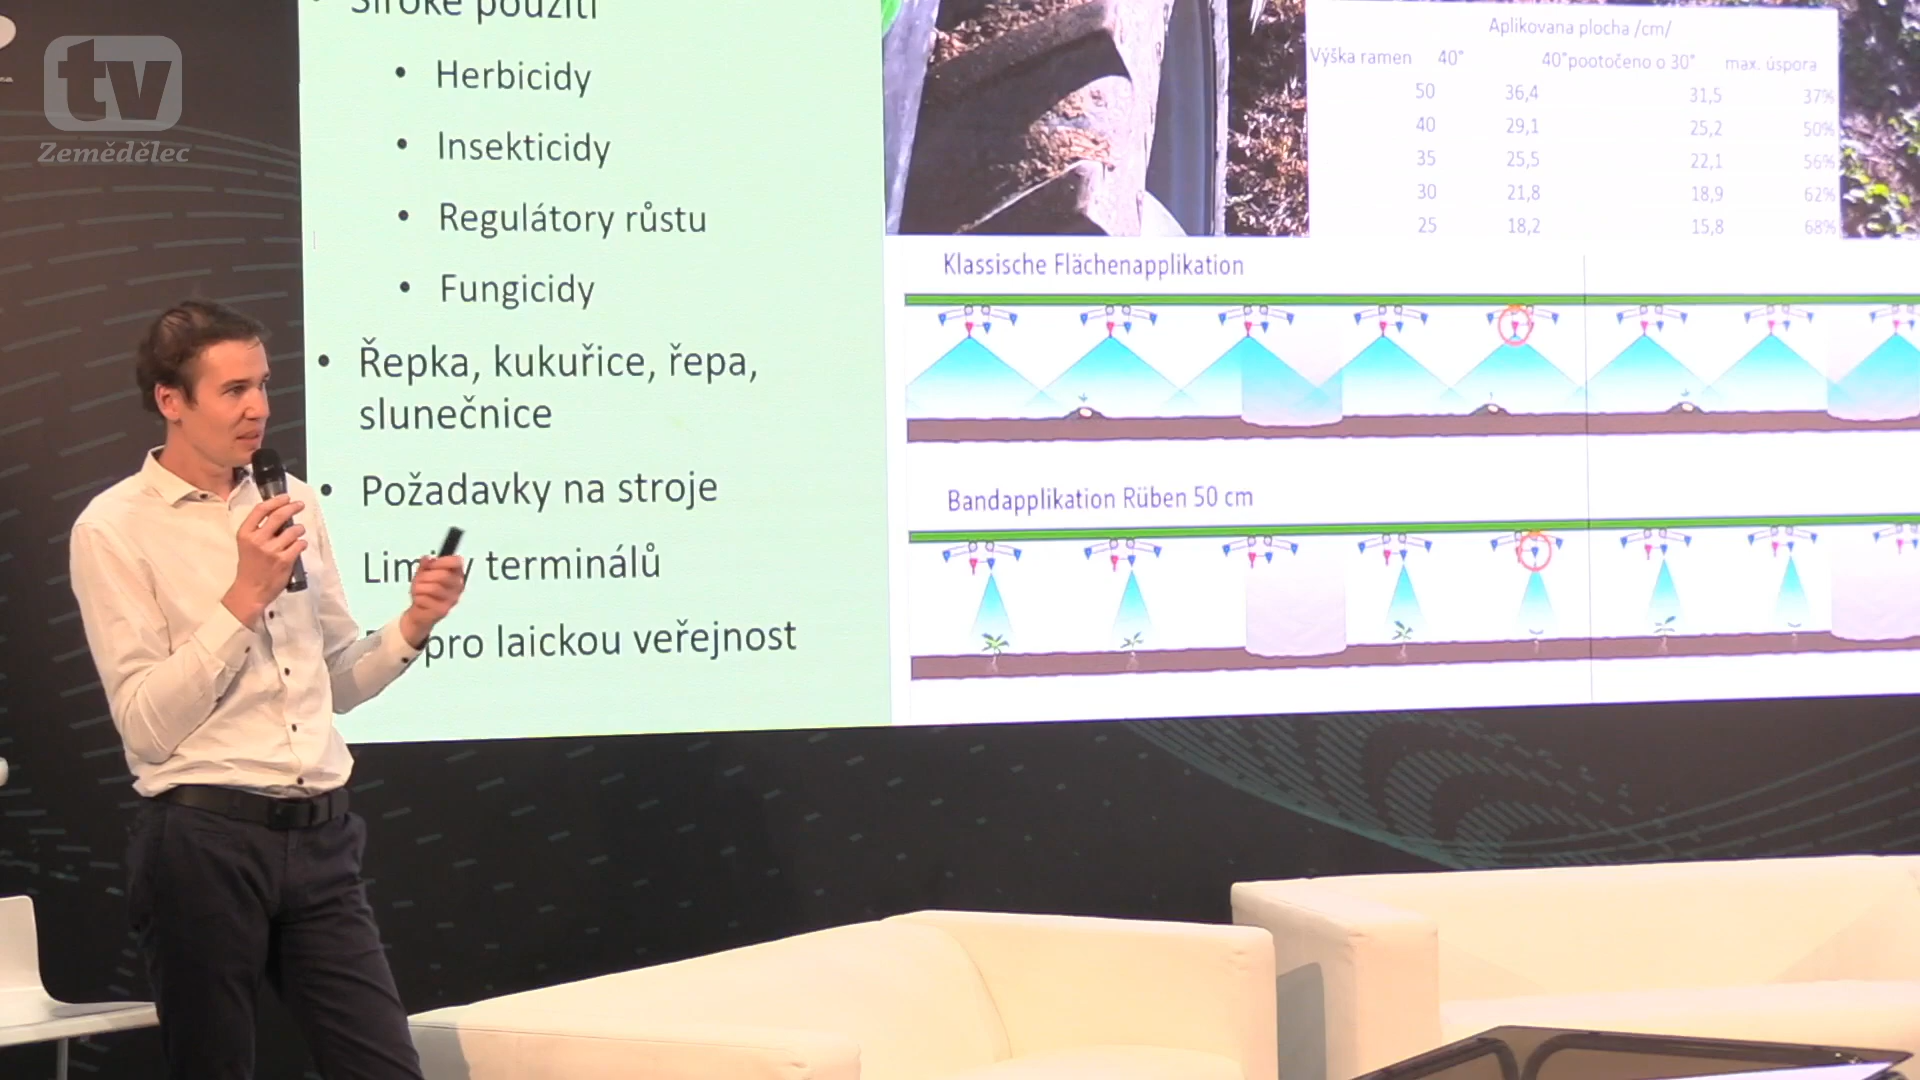 tv
Zemědělec
Široké použití
• Herbicidy
• Insekticidy
• Regulátory růstu
• Fungicidy
• Řepka, kukuřice, řepa,
slunečnice
• Požadavky na stroje
terminálů
pro laickou veřejnost
Aplikovana plocha /cm/
Výška ramen 40° 40°pootočeno o 30° max. úspora
50 36,4 31,5 37%
40 29,1 25,2 50%
35 25,5 22,1 56%
30 21,8 18,9 62%
25 18,2 15,8 68%
Klassische Flächenapplikation
Bandapplikation Rüben 50 cm